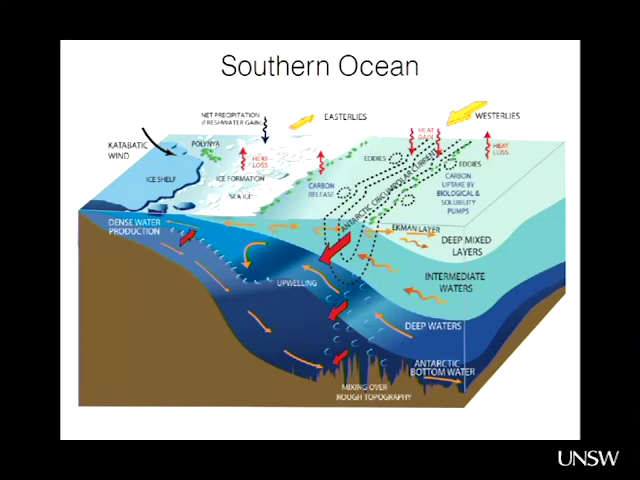 Southern Ocean
NET PRECIPITATION
(FRESHWATER GAIN)
EASTERLIES
WESTERLIES
KATABATIC
WIND
POLYNYA
HEAT
GAIN
HEAT
LOSS
HEAT
LOSS
EDDIES
EDDIES
ICE SHELF
ICE FORMATION
SEA ICE
CARBON
RELEASE
ANTARCTIC CIRCUMPOLAR CURRENT
CARBON
UPTAKE BY
BIOLOGICAL &
SOLUBILITY
PUMPS
DENSE WATER
PRODUCTION
EKMAN LAYER
DEEP MIXED
LAYERS
UPWELLING
INTERMEDIATE
WATERS
DEEP WATERS
ANTARCTIC
BOTTOM WATER
MIXING OVER
ROUGH TOPOGRAPHY
UNSW